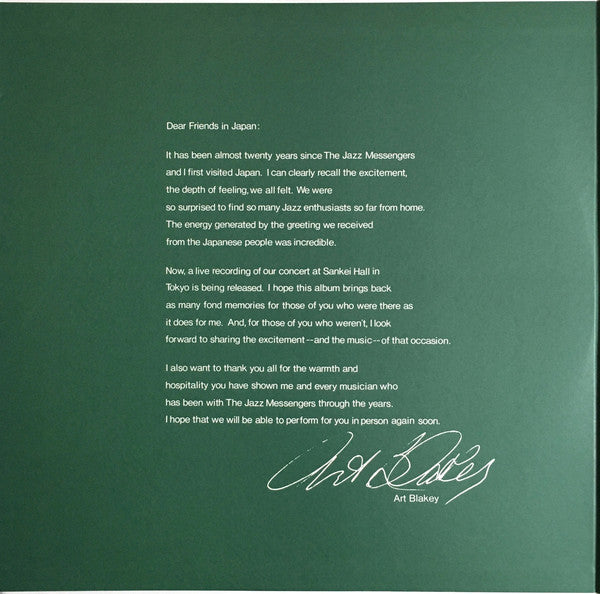 Dear Friends in Japan:
It has been almost twenty years since The Jazz Messengers
and I first visited Japan. I can clearly recall the excitement,
the depth of feeling, we all felt. We were
so surprised to find so many Jazz enthusiasts so far from home.
The energy generated by the greeting we received
from the Japanese people was incredible.
Now, a live recording of our concert at Sankei Hall in
Tokyo is being released. I hope this album brings back
as many fond memories for those of you who were there as
it does for me. And, for those of you who weren't, I look
forward to sharing the excitement--and the music--of that occasion.
I also want to thank you all for the warmth and
hospitality you have shown me and every musician who
has been with The Jazz Messengers through the years.
I hope that we will be able to perform for you in person again soon.
Art Blakey
Art Blakey